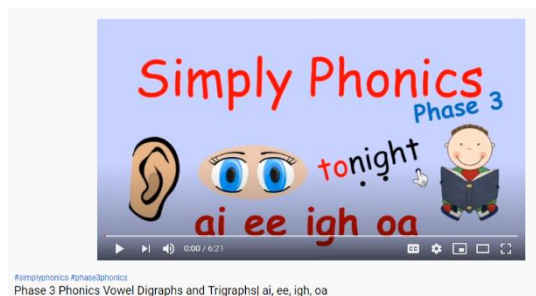 Simply Phonics
Phase 3
tonight
ai ee igh oa
0:00 / 6:21
#simplyphonics #phase3phonics
Phase 3 Phonics Vowel Digraphs and Trigraphs| ai, ee, igh, oa